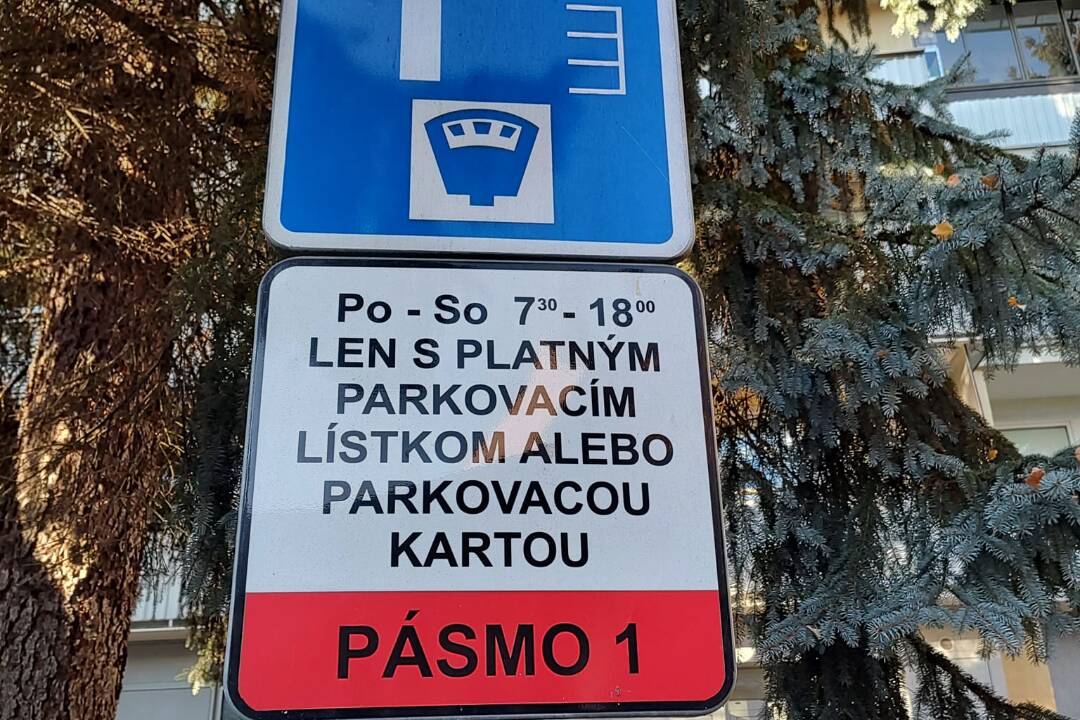 Po - So 7³⁰ - 18⁰⁰
LEN S PLATNÝM
PARKOVACÍM
LÍSTKOM ALEBO
PARKOVACOU
KARTOU
PÁSMO 1